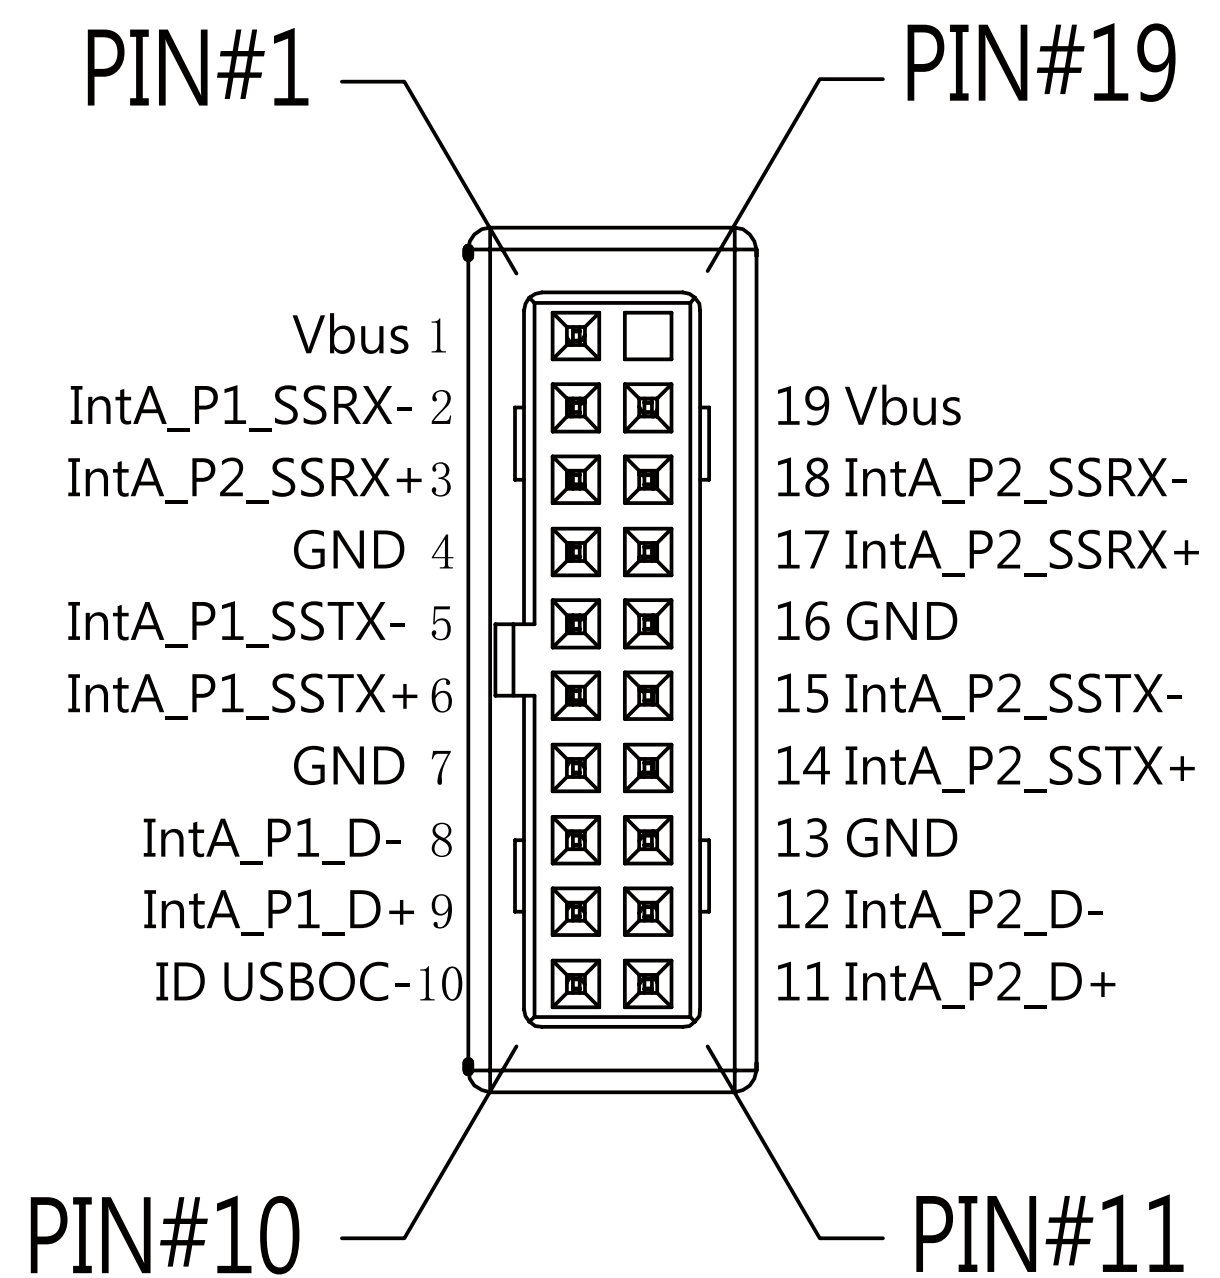 PIN#1
PIN#19
Vbus 1
IntA_P1_SSRX- 2
19 Vbus
IntA_P2_SSRX+ 3
18 IntA_P2_SSRX-
GND 4
17 IntA_P2_SSRX+
IntA_P1_SSTX- 5
16 GND
IntA_P1_SSTX+ 6
15 IntA_P2_SSTX-
GND 7
14 IntA_P2_SSTX+
IntA_P1_D- 8
13 GND
IntA_P1_D+ 9
12 IntA_P2_D-
ID USBOC-10
11 IntA_P2_D+
PIN#10
PIN#11